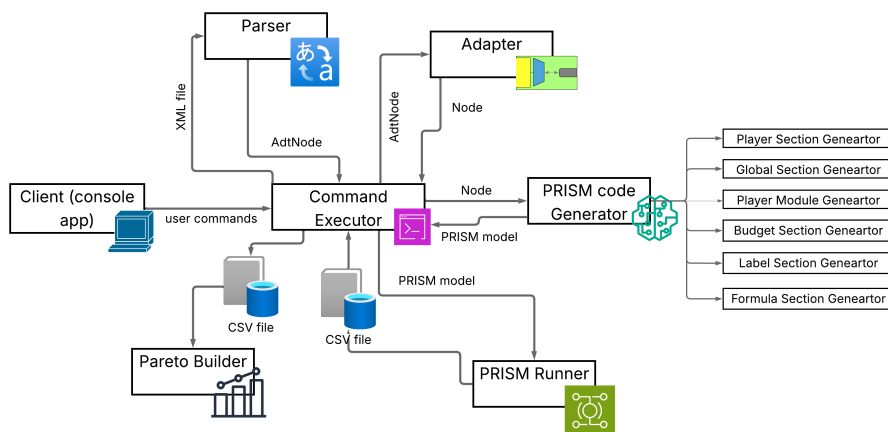 Parser
あ
a
XML file
AdtNode
Adapter
AdtNode
Node
Client (console
app)
user commands
Command
Executor
Node
PRISM model
PRISM code
Generator
Player Section Geneartor
Global Section Geneartor
Player Module Geneartor
Budget Section Geneartor
Label Section Geneartor
Formula Section Geneartor
CSV file
CSV file
PRISM model
Pareto Builder
PRISM Runner